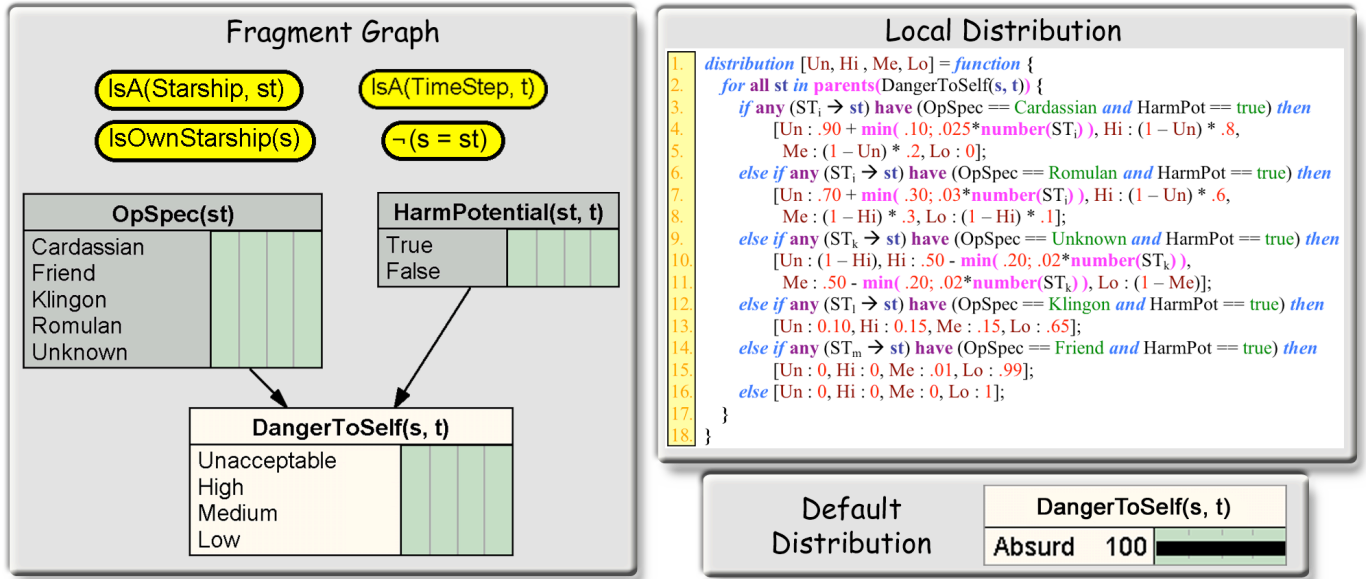 Fragment Graph
IsA(Starship, st)
IsA(TimeStep, t)
IsOwnStarship(s)
¬(s = st)
OpSpec(st)
Cardassian
Friend
Klingon
Romulan
Unknown
HarmPotential(st, t)
True
False
DangerToSelf(s, t)
Unacceptable
High
Medium
Low
Local Distribution
1. distribution [Un, Hi , Me, Lo] = function {
2. for all st in parents(DangerToSelf(s, t)) {
3. if any (STi → st) have (OpSpec == Cardassian and HarmPot == true) then
4. [Un : .90 + min( .10; .025*number(STi) ), Hi : (1 – Un) * .8,
5. Me : (1 – Un) * .2, Lo : 0];
6. else if any (STi → st) have (OpSpec == Romulan and HarmPot == true) then
7. [Un : .70 + min( .30; .03*number(STi) ), Hi : (1 – Un) * .6,
8. Me : (1 – Hi) * .3, Lo : (1 – Hi) * .1];
9. else if any (STk → st) have (OpSpec == Unknown and HarmPot == true) then
10. [Un : (1 – Hi), Hi : .50 - min( .20; .02*number(STk) ),
11. Me : .50 - min( .20; .02*number(STk) ), Lo : (1 – Me)];
12. else if any (STl → st) have (OpSpec == Klingon and HarmPot == true) then
13. [Un : 0.10, Hi : 0.15, Me : .15, Lo : .65];
14. else if any (STm → st) have (OpSpec == Friend and HarmPot == true) then
15. [Un : 0, Hi : 0, Me : .01, Lo : .99];
16. else [Un : 0, Hi : 0, Me : 0, Lo : 1];
17. }
18. }
Default
Distribution
DangerToSelf(s, t)
Absurd 100